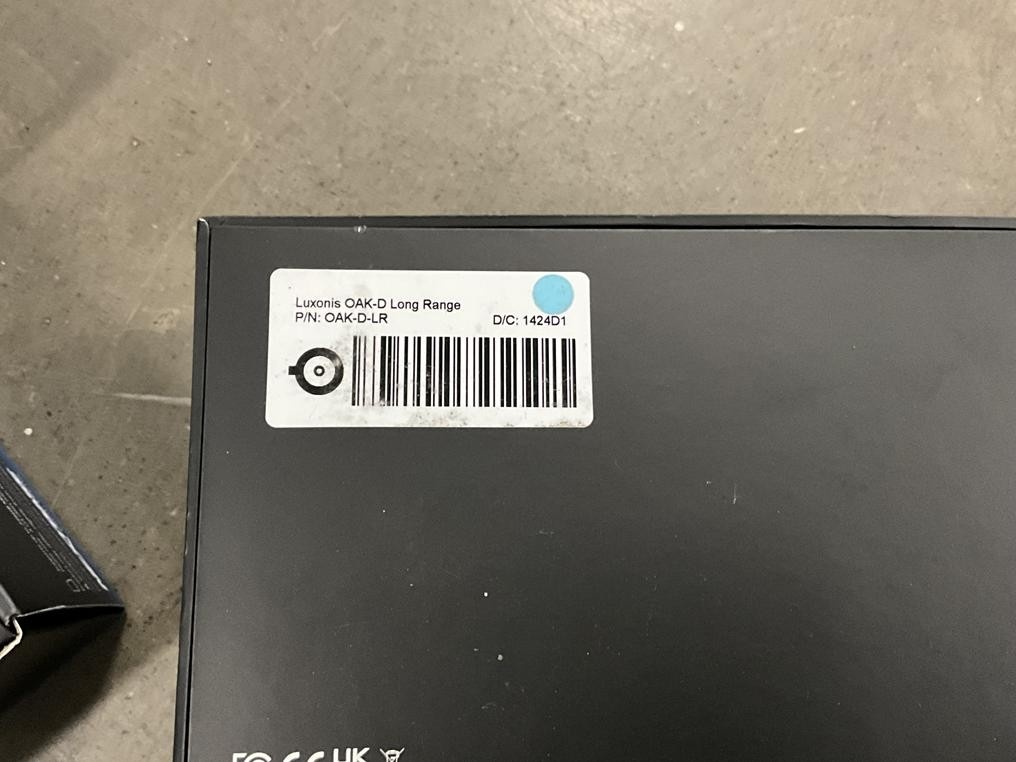 Luxonis OAK-D Long Range
P/N: OAK-D-LR D/C: 1424D1